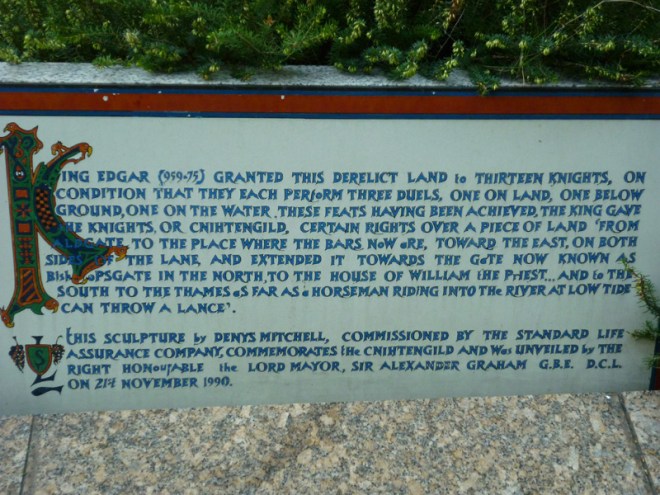 KING EDGAR (959-75) GRANTED THIS DERELICT LAND to THIRTEEN KNIGHTS, ON
CONDITION THAT THEY EACH PERfoRM THREE DUELS, ONE ON LAND, ONE BELOW
GROUND, ONE ON THE WATER. THESE FEATS HAVING BEEN ACHIEVED, THE KING GAVE
THE KNIGHTS, OR CNIHTENGILD, CERTAIN RIGHTS OVER A PIECE OF LAND 'FROM
ALDGATE TO THE PLACE WHERE THE BARS NOW aRE, TOWARD THE EAST, ON BOTH
SIDES OF THE LANE, AND EXTENDED IT TOWARDS THE GaTE NOW KNOWN AS
BIshOPSGATE IN THE NORTH, TO THE HOUSE OF WILLIAM the PRIEST... AND to the
SOUTH TO THE THAMES aS FAR AS a HORSEMAN RIDING INTO the RIVER AT LOW TIDE
CAN THROW A LANCE'.
this SCULPTURE by DENYS MITCHELL, COMMISSIONED BY THE STANDARD LIFE
ASSURANCE COMPANY, COMMEMORATES the CNIHTENGILD AND Was UNVEILED by THE
RIGHT HONOURABLE the LORD MAYOR, SIR ALEXANDER GRAHAM G.B.E. D.C.L.
ON 21st NOVEMBER 1990.
S
L